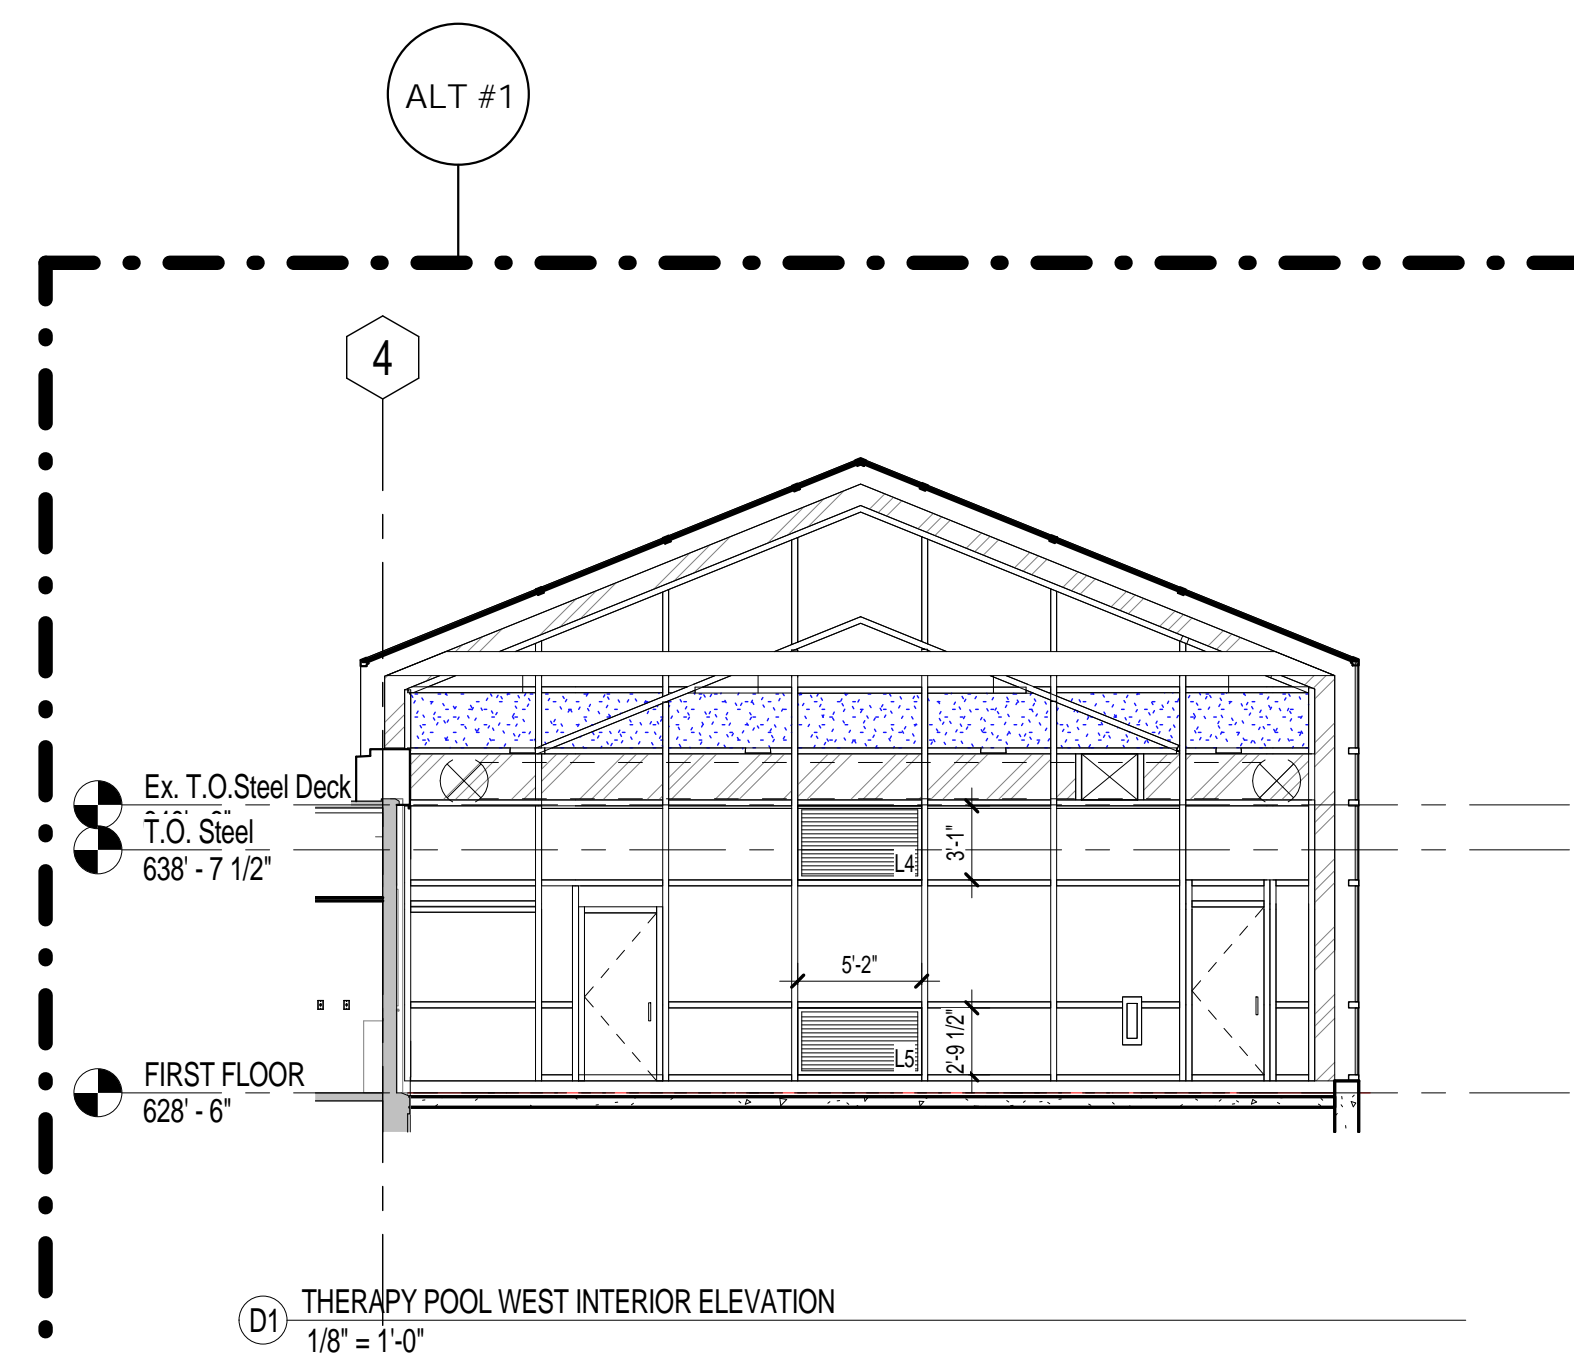 ALT #1
4
Ex. T.O.Steel Deck
T.O. Steel
638' - 7 1/2"
L4
3'-1"
5'-2"
L5
2'-9 1/2"
FIRST FLOOR
628' - 6"
D1
THERAPY POOL WEST INTERIOR ELEVATION
1/8" = 1'-0"